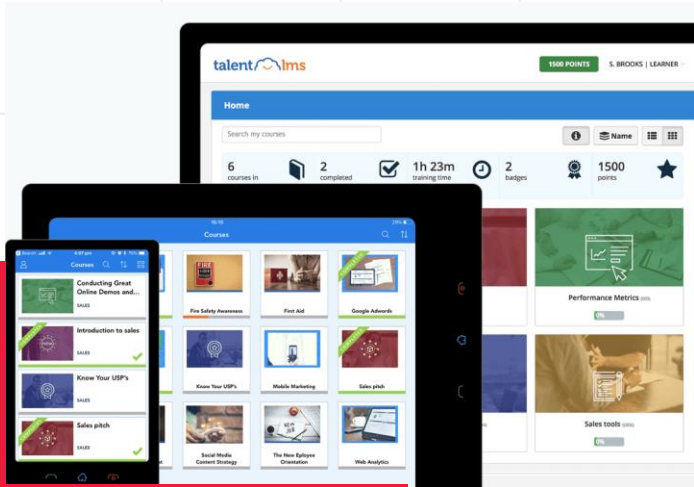 talentlms
1500 POINTS
S. BROOKS | LEARNER
Home
Search my courses
Name
6
courses in
2
completed
1h 23m
training time
2
badges
1500
points
Performance Metrics
0%
Sales tools
0%
Courses
Fire Safety Awareness
First Aid
Google Adwords
Know Your USP's
Mobile Marketing
Sales pitch
Social Media
Content Strategy
The New Eployee
Orientation
Web Analytics
Courses
Conducting Great
Online Demos and...
SALES
Introduction to sales
SALES
Know Your USP's
SALES
Sales pitch
SALES